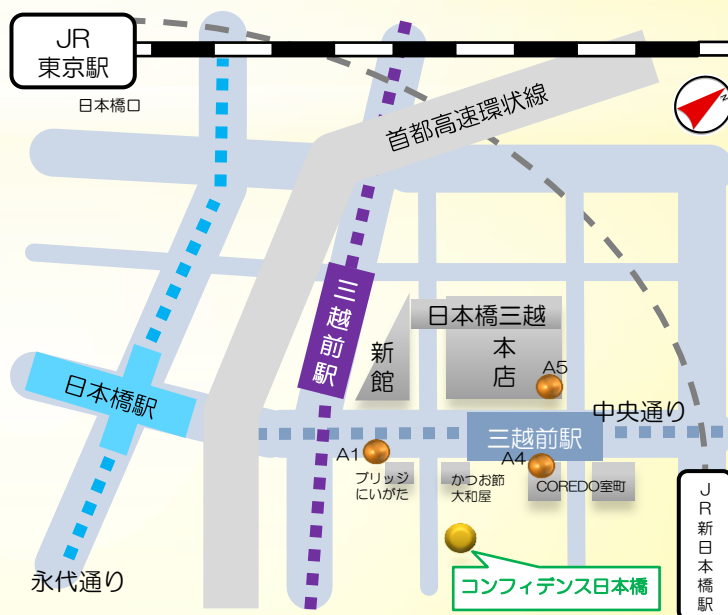 JR
東京駅
日本橋口
首都高速環状線
N
三越前駅
日本橋三越
本店
新館
A5
日本橋駅
中央通り
三越前駅
A1
A4
ブリッジ
にいがた
かつお節
大和屋
COREDO室町
JR新日本橋駅
永代通り
コンフィデンス日本橋